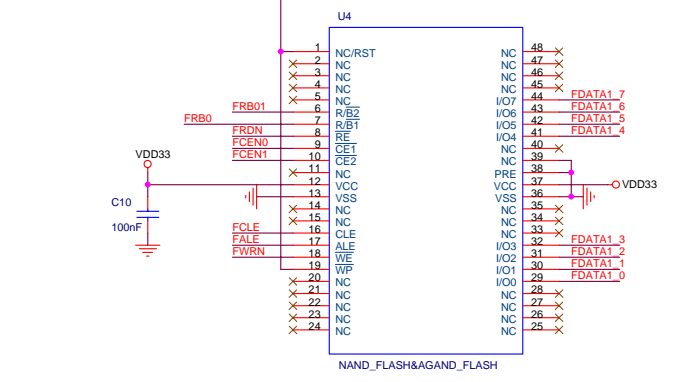 U4
1 NC/RST NC 48
2 NC NC 47
3 NC NC 46
4 NC NC 45
5 NC I/O7 44 FDATA1_7
FRB01 6 R/B2 I/O6 43 FDATA1_6
FRB0 7 R/B1 I/O5 42 FDATA1_5
FRDN 8 RE I/O4 41 FDATA1_4
FCEN0 9 CE1 NC 40
FCEN1 10 CE2 NC 39
VDD33
11 NC PRE 38
12 VCC VCC 37 VDD33
13 VSS VSS 36
C10
14 NC NC 35
15 NC NC 34
100nF
FCLE 16 CLE NC 33
FALE 17 ALE I/O3 32 FDATA1_3
FWRN 18 WE I/O2 31 FDATA1_2
19 WP I/O1 30 FDATA1_1
20 NC I/O0 29 FDATA1_0
21 NC NC 28
22 NC NC 27
23 NC NC 26
24 NC NC 25
NAND_FLASH&AGAND_FLASH